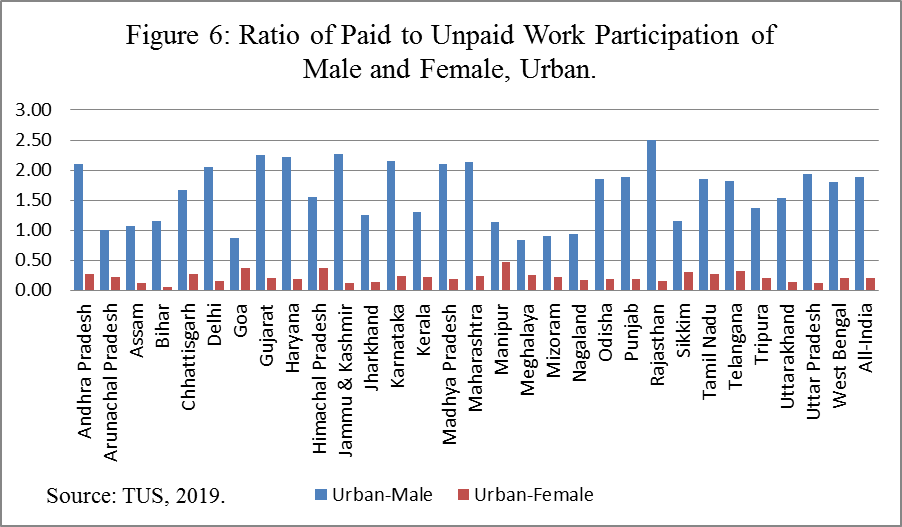 Figure 6: Ratio of Paid to Unpaid Work Participation of
Male and Female, Urban.
3.00
2.50
2.00
1.50
1.00
0.50
0.00
Andhra Pradesh
Arunachal Pradesh
Assam
Bihar
Chhattisgarh
Delhi
Goa
Gujarat
Haryana
Himachal Pradesh
Jammu & Kashmir
Jharkhand
Karnataka
Kerala
Madhya Pradesh
Maharashtra
Manipur
Meghalaya
Mizoram
Nagaland
Odisha
Punjab
Rajasthan
Sikkim
Tamil Nadu
Telangana
Tripura
Uttarakhand
Uttar Pradesh
West Bengal
All-India
Source: TUS, 2019.
Urban-Male
Urban-Female